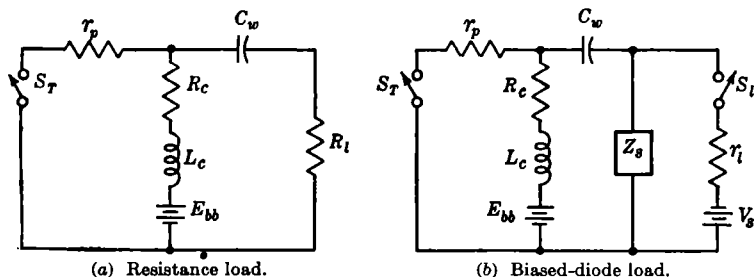 r_p
C_w
S_T
R_c
R_l
L_c
E_bb
(a) Resistance load.
r_p
C_w
S_T
R_c
S_l
Z_s
L_c
r_l
E_bb
V_s
(b) Biased-diode load.